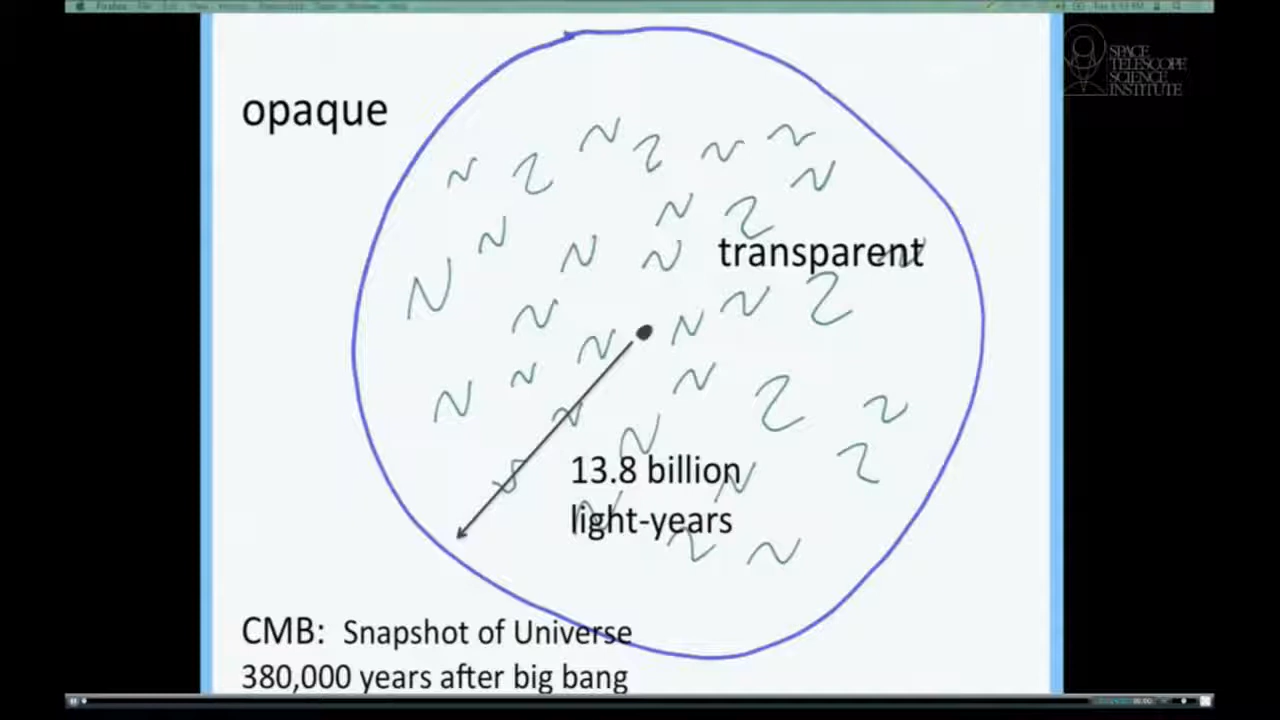 opaque
SPACE
TELESCOPE
SCIENCE
INSTITUTE
transparent
13.8 billion
light-years
CMB: Snapshot of Universe
380,000 years after big bang